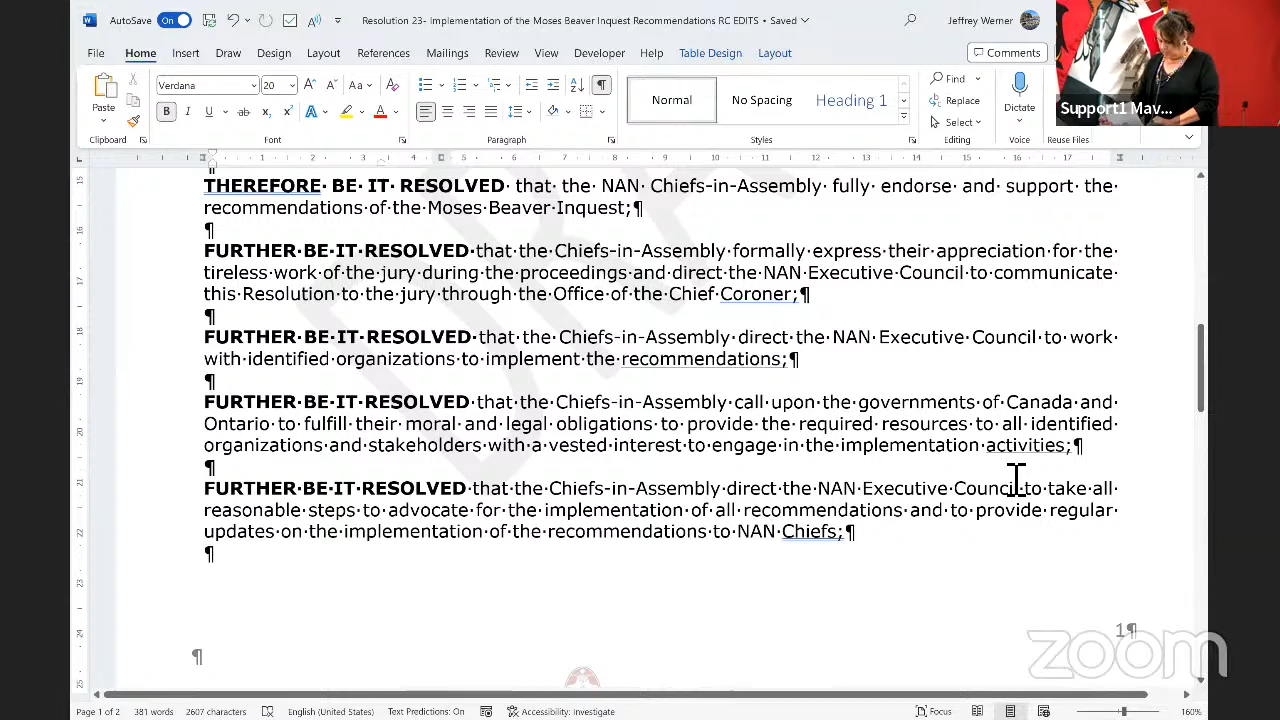 AutoSave On
Resolution 23- Implementation of the Moses Beaver Inquest Recommendations RC EDITS • Saved
Jeffrey Werner
File Home Insert Draw Design Layout References Mailings Review View Developer Help Table Design Layout
Comments
Paste
Clipboard
Verdana 20
Font
Paragraph
Normal No Spacing Heading 1
Styles
Find
Replace
Select
Editing
Dictate
Voice
Reuse Files
Support1 Mav...
THEREFORE BE IT RESOLVED that the NAN Chiefs-in-Assembly fully endorse and support the
recommendations of the Moses Beaver Inquest;¶
¶
FURTHER·BE·IT·RESOLVED·that·the·Chiefs-in-Assembly·formally·express·their·appreciation·for·the·
tireless·work·of·the·jury·during·the·proceedings·and·direct·the·NAN·Executive·Council·to·communicate·
this·Resolution·to·the·jury·through·the·Office·of·the·Chief·Coroner;¶
¶
FURTHER·BE·IT·RESOLVED·that·the·Chiefs-in-Assembly·direct·the·NAN·Executive·Council·to·work·
with·identified·organizations·to·implement·the·recommendations;¶
¶
FURTHER·BE·IT·RESOLVED·that·the·Chiefs-in-Assembly·call·upon·the·governments·of·Canada·and·
Ontario·to·fulfill·their·moral·and·legal·obligations·to·provide·the·required·resources·to·all·identified·
organizations·and·stakeholders·with·a·vested·interest·to·engage·in·the·implementation·activities;¶
¶
FURTHER·BE·IT·RESOLVED·that·the·Chiefs-in-Assembly·direct·the·NAN·Executive·Council·to·take·all·
reasonable·steps·to·advocate·for·the·implementation·of·all·recommendations·and·to·provide·regular·
updates·on·the·implementation·of·the·recommendations·to·NAN·Chiefs;¶
¶
1¶
¶
zoom
Page 1 of 2 381 words 2607 characters English (United States) Text Predictions: On Accessibility: Investigate Focus 160%